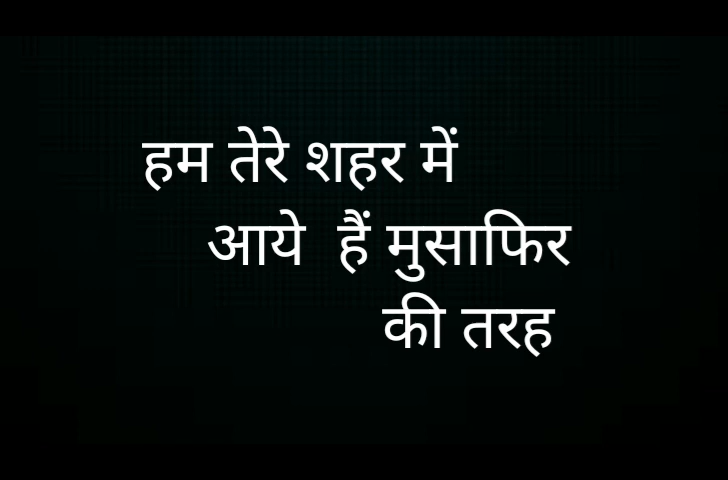 हम तेरे शहर में
आये हैं मुसाफिर
की तरह